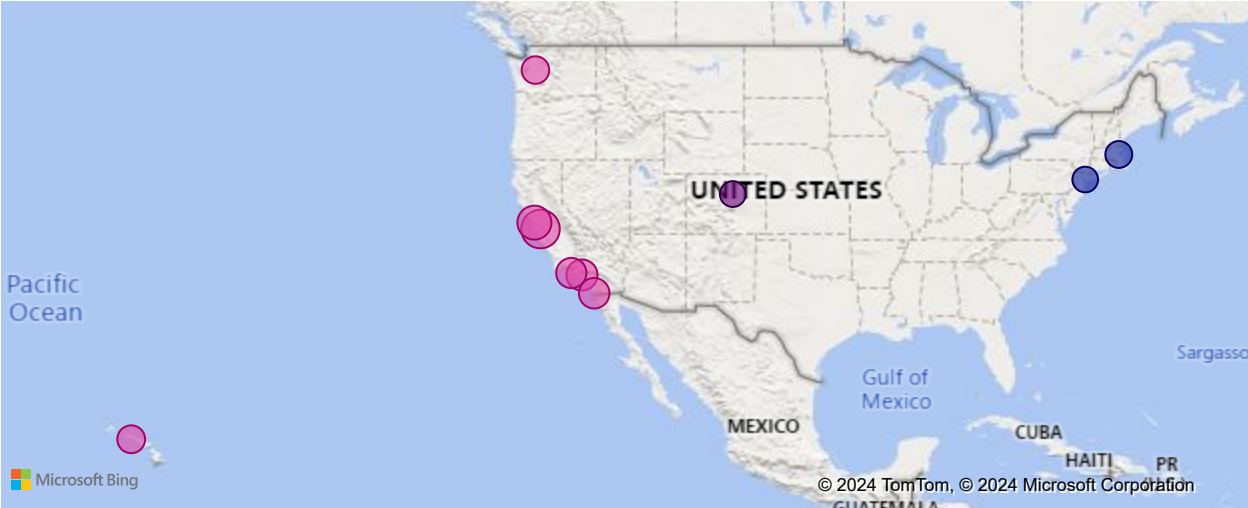 UNITED STATES
Pacific
Ocean
Sargasso
Gulf of
Mexico
MEXICO
CUBA
HAITI
PR
Microsoft Bing
© 2024 TomTom, © 2024 Microsoft Corporation
GUATEMALA